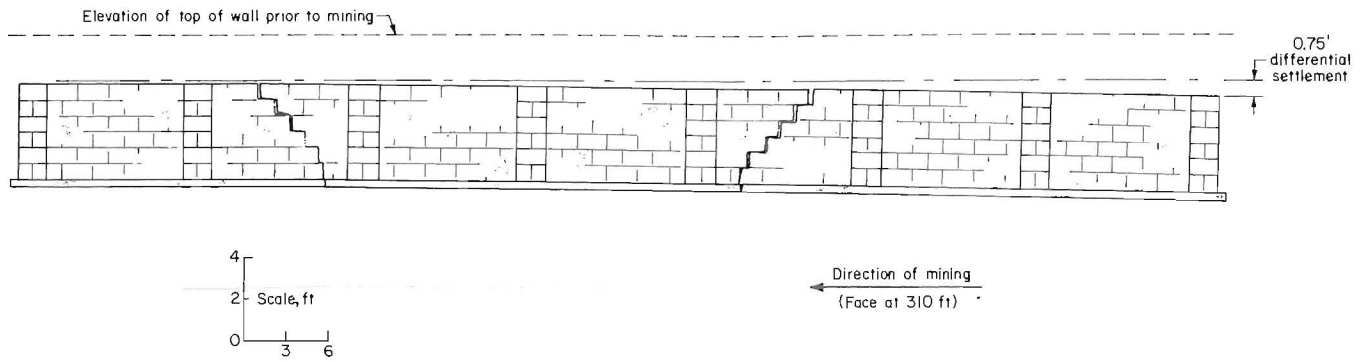 Elevation of top of wall prior to mining
0.75'
differential
settlement
4
2
Scale, ft
0
3
6
Direction of mining
(Face at 310 ft)